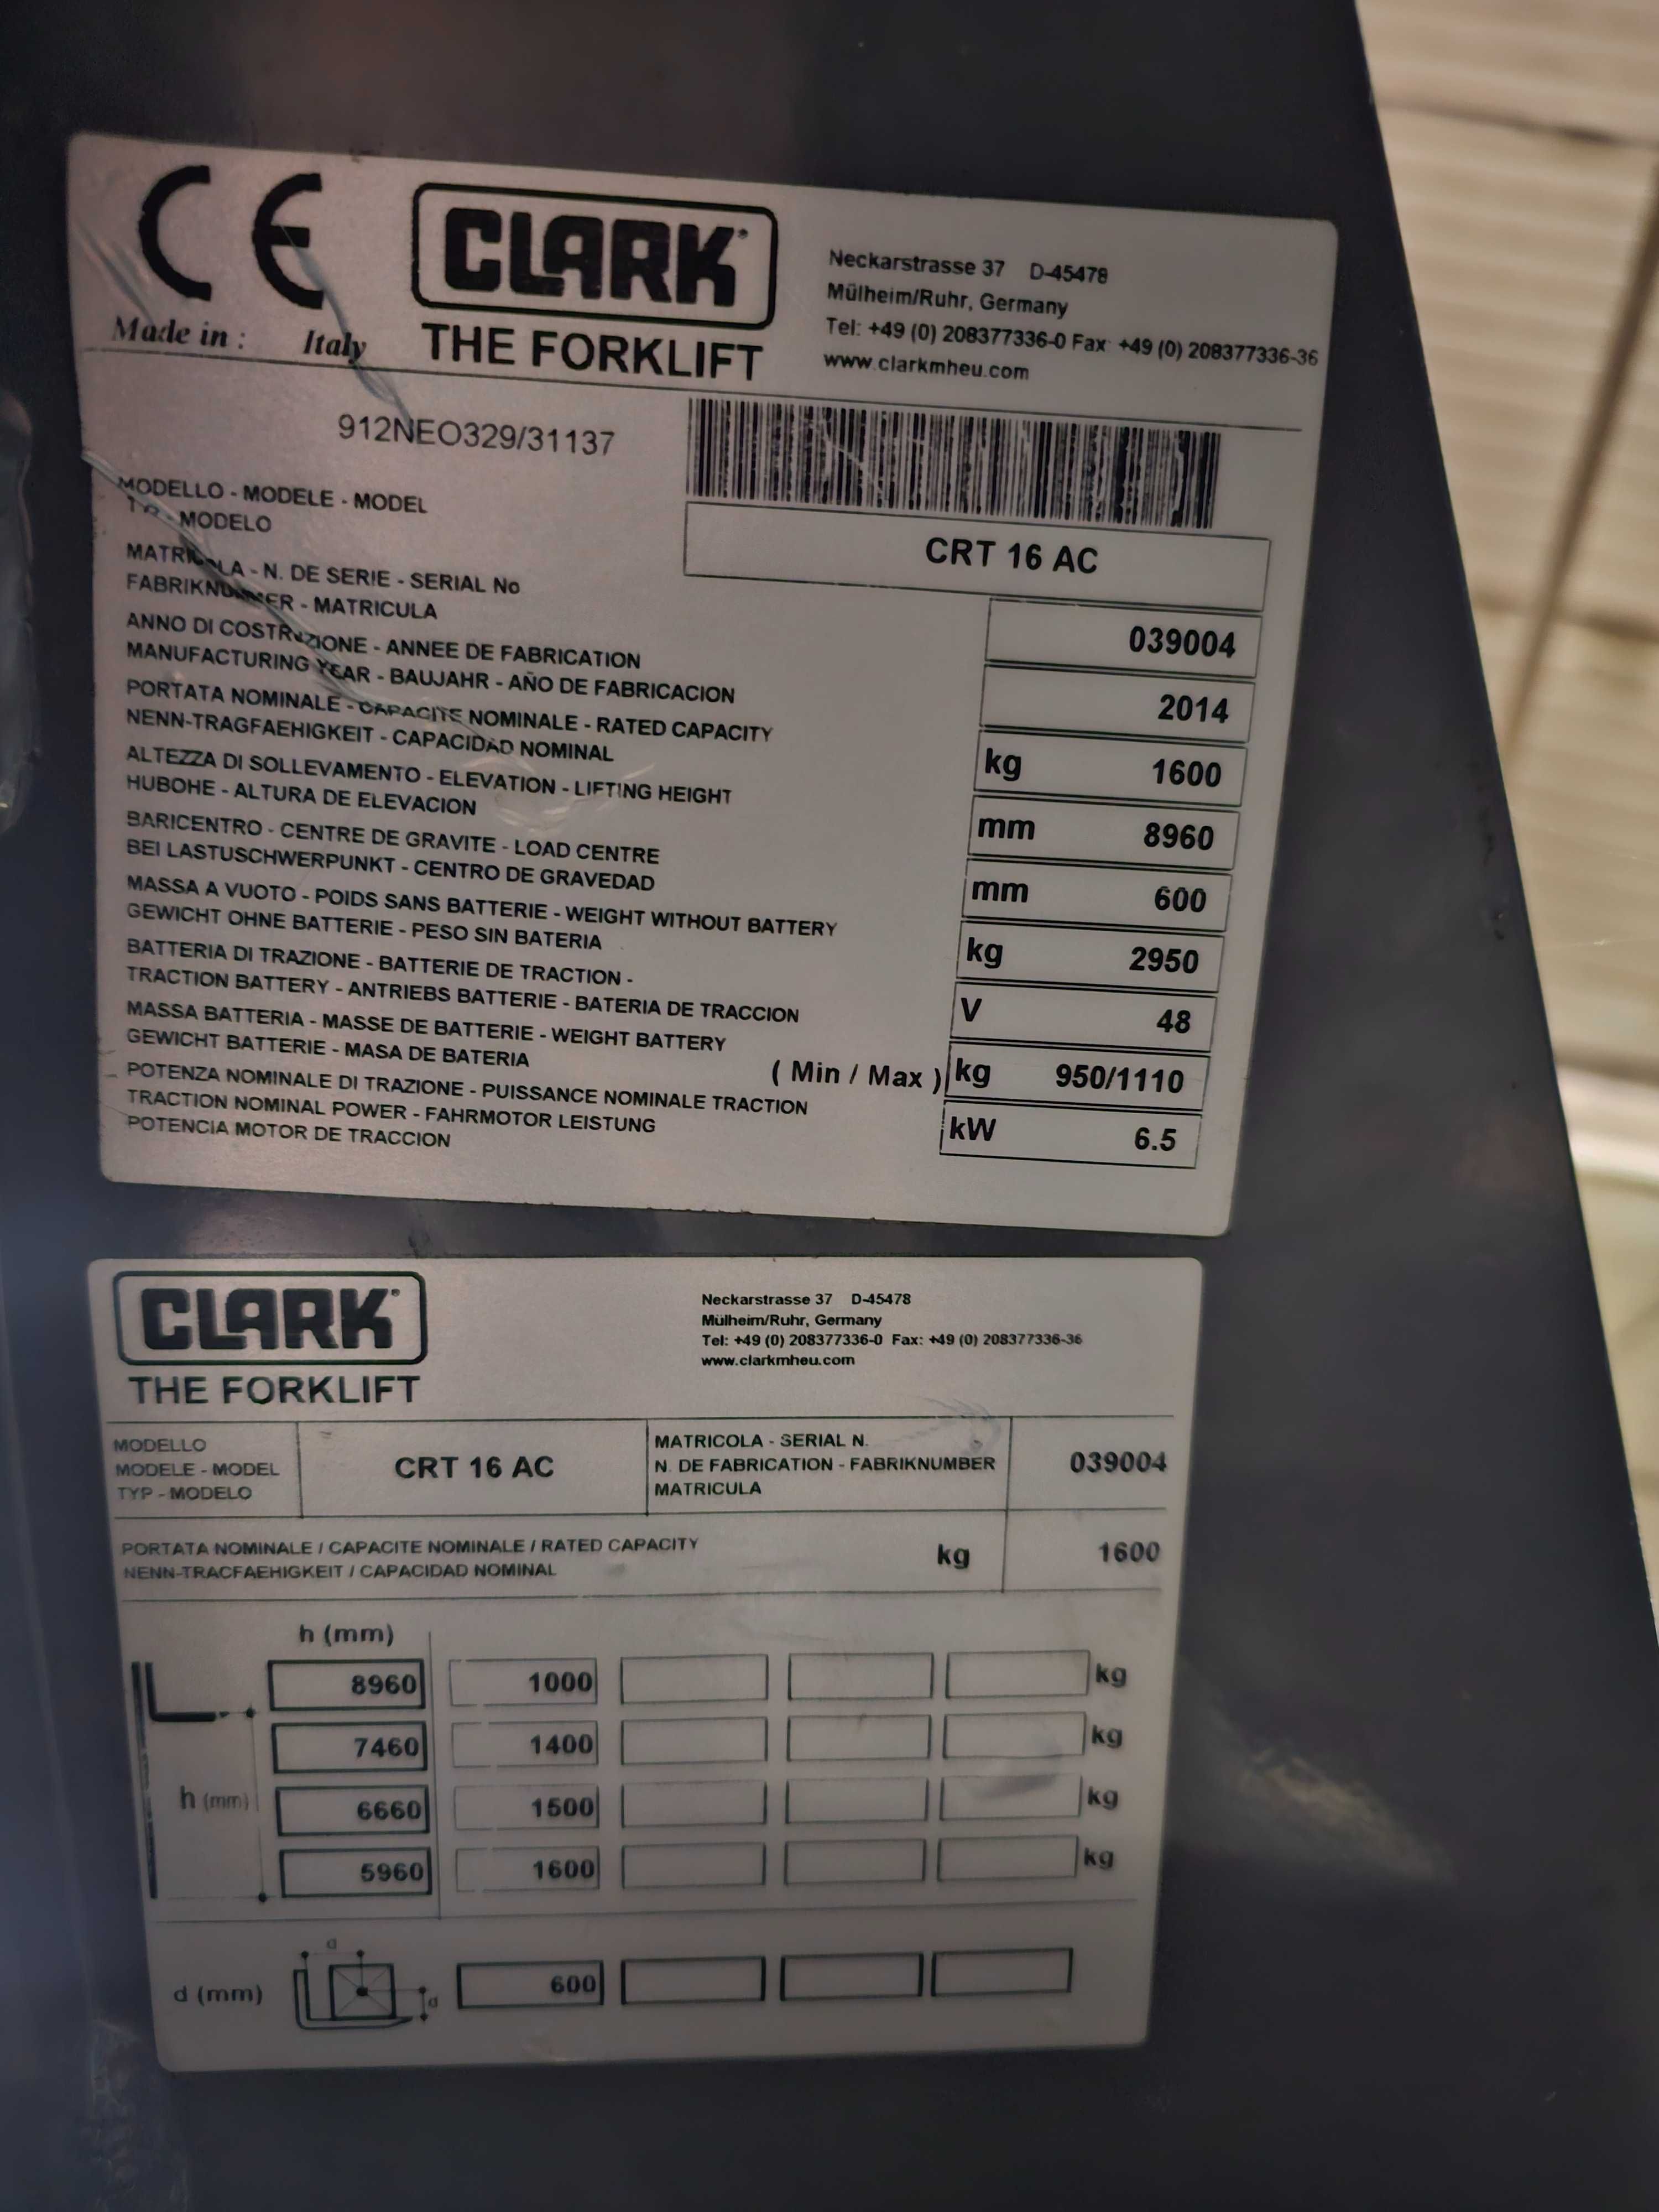 CE
Made in : Italy
CLARK®
THE FORKLIFT
Neckarstrasse 37 D-45478
Mülheim/Ruhr, Germany
Tel: +49 (0) 208377336-0 Fax: +49 (0) 208377336-36
www.clarkmheu.com
912NEO329/31137
MODELLO - MODELE - MODEL
TYP - MODELO
CRT 16 AC
MATRICOLA - N. DE SERIE - SERIAL No
FABRIKNUMMER - MATRICULA
039004
ANNO DI COSTRUZIONE - ANNEE DE FABRICATION
MANUFACTURING YEAR - BAUJAHR - AÑO DE FABRICACION
2014
PORTATA NOMINALE - CAPACITE NOMINALE - RATED CAPACITY
NENN-TRAGFAEHIGKEIT - CAPACIDAD NOMINAL
kg 1600
ALTEZZA DI SOLLEVAMENTO - ELEVATION - LIFTING HEIGHT
HUBOHE - ALTURA DE ELEVACION
mm 8960
BARICENTRO - CENTRE DE GRAVITE - LOAD CENTRE
BEI LASTUSCHWERPUNKT - CENTRO DE GRAVEDAD
mm 600
MASSA A VUOTO - POIDS SANS BATTERIE - WEIGHT WITHOUT BATTERY
GEWICHT OHNE BATTERIE - PESO SIN BATERIA
kg 2950
BATTERIA DI TRAZIONE - BATTERIE DE TRACTION -
TRACTION BATTERY - ANTRIEBS BATTERIE - BATERIA DE TRACCION
V 48
MASSA BATTERIA - MASSE DE BATTERIE - WEIGHT BATTERY
GEWICHT BATTERIE - MASA DE BATERIA
( Min / Max ) kg 950/1110
POTENZA NOMINALE DI TRAZIONE - PUISSANCE NOMINALE TRACTION
TRACTION NOMINAL POWER - FAHRMOTOR LEISTUNG
POTENCIA MOTOR DE TRACCION
kW 6.5
CLARK®
THE FORKLIFT
Neckarstrasse 37 D-45478
Mülheim/Ruhr, Germany
Tel: +49 (0) 208377336-0 Fax: +49 (0) 208377336-36
www.clarkmheu.com
MODELLO
MODELE - MODEL
TYP - MODELO
CRT 16 AC
MATRICOLA - SERIAL N.
N. DE FABRICATION - FABRIKNUMBER
MATRICULA
039004
PORTATA NOMINALE / CAPACITE NOMINALE / RATED CAPACITY
NENN-TRACFAEHIGKEIT / CAPACIDAD NOMINAL
kg 1600
h (mm)
8960 1000 kg
7460 1400 kg
h (mm)
6660 1500 kg
5960 1600 kg
d
d (mm) d 600